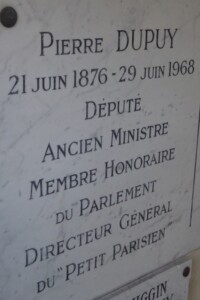 PIERRE DUPUY
21 JUIN 1876 - 29 JUIN 1968
DÉPUTÉ
ANCIEN MINISTRE
MEMBRE HONORAIRE
DU PARLEMENT
DIRECTEUR GÉNÉRAL
DU "PETIT PARISIEN"